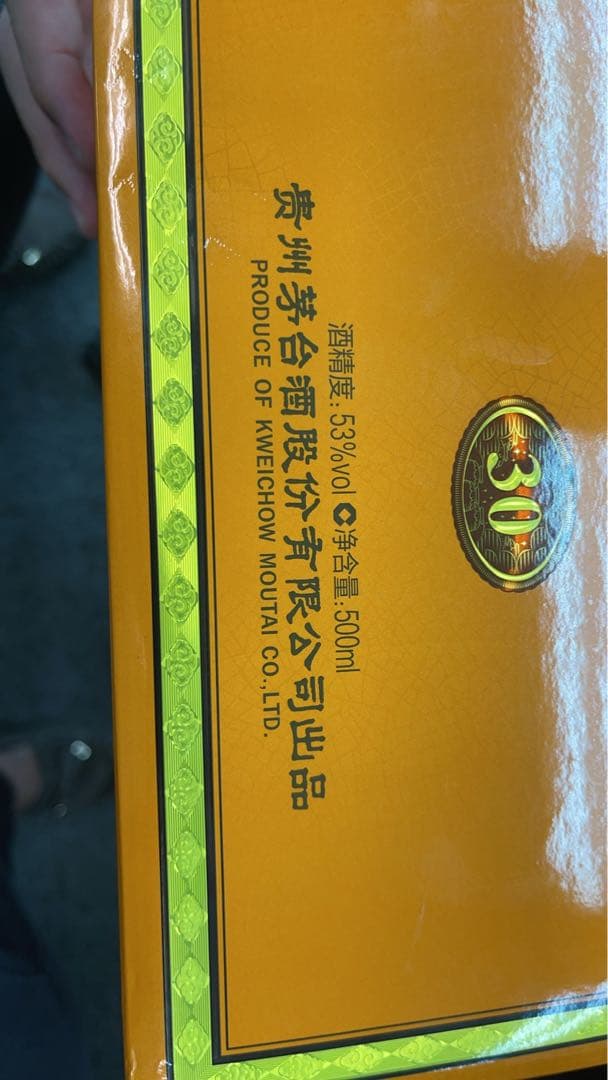 30
酒精度:53%vol 净含量:500ml
贵州茅台酒股份有限公司出品
PRODUCE OF KWEICHOW MOUTAI CO.,LTD.